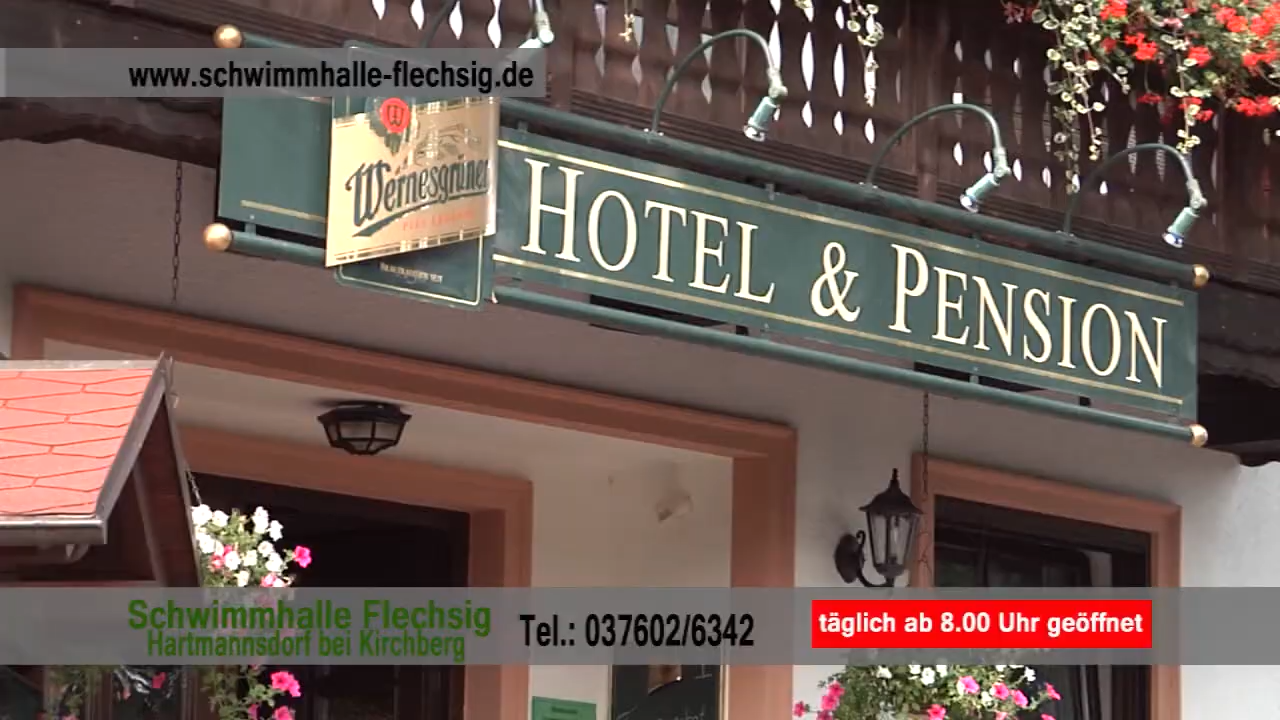 www.schwimmhalle-flechsig.de
Wernesgrüner
HOTEL & PENSION
Schwimmhalle Flechsig
Hartmannsdorf bei Kirchberg
Tel.: 037602/6342
täglich ab 8.00 Uhr geöffnet